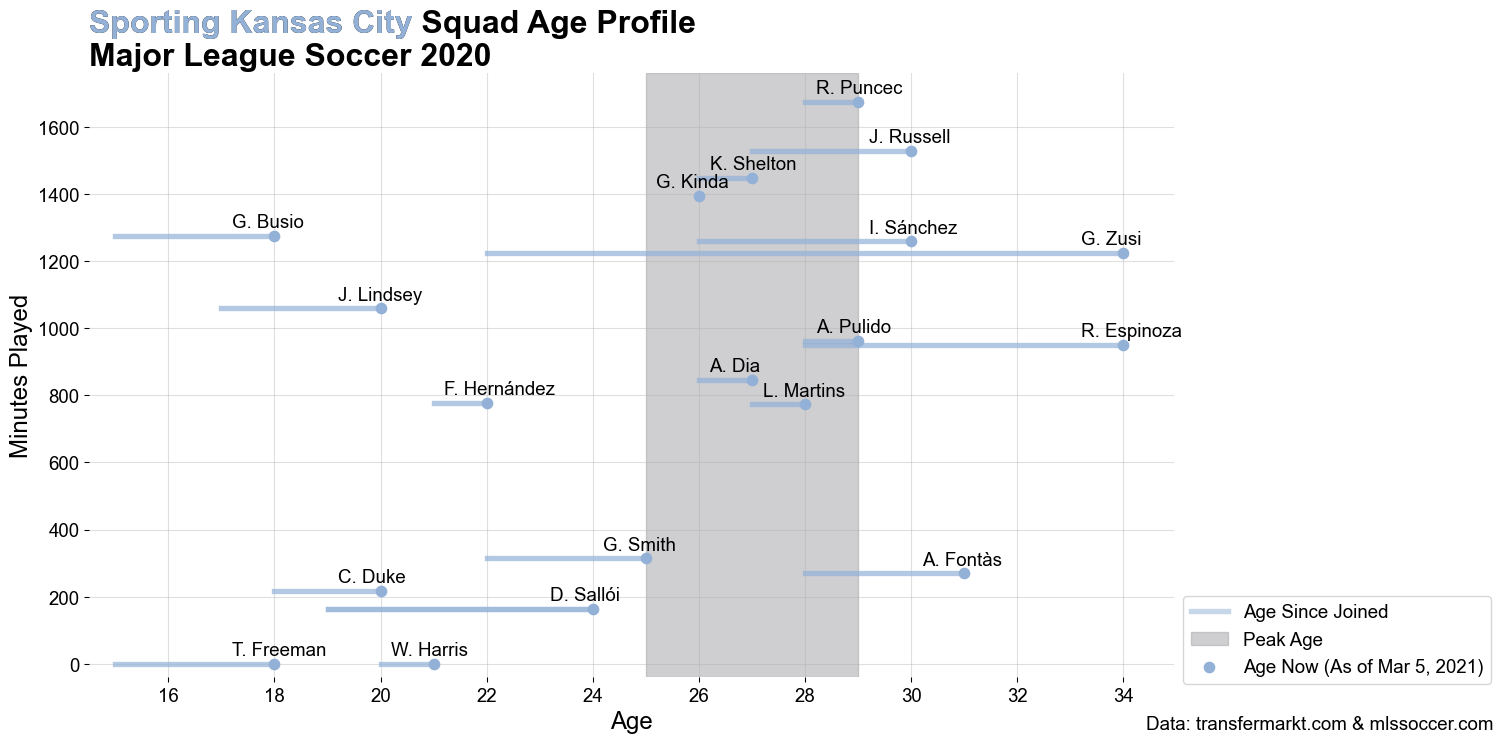 Sporting Kansas City Squad Age Profile
Major League Soccer 2020
R. Puncec
1600
J. Russell
K. Shelton
G. Kinda
1400
G. Busio
I. Sánchez
G. Zusi
1200
J. Lindsey
1000
A. Pulido
R. Espinoza
A. Dia
800
F. Hernández
L. Martins
600
400
G. Smith
A. Fontàs
C. Duke
D. Sallói
200
T. Freeman
W. Harris
0
Minutes Played
16 18 20 22 24 26 28 30 32 34
Age
Age Since Joined
Peak Age
Age Now (As of Mar 5, 2021)
Data: transfermarkt.com & mlssoccer.com